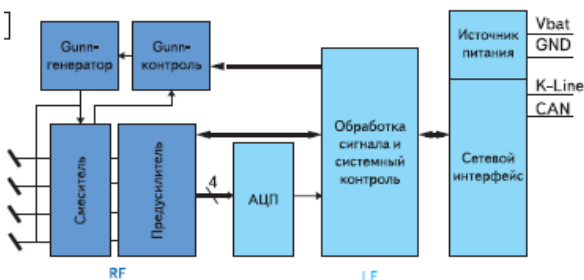 ]
Gunn-
генератор
Gunn-
контроль
Источник
питания
Vbat
GND
K-Line
CAN
Смеситель
Предусилитель
4
АЦП
Обработка
сигнала и
системный
контроль
Сетевой
интерфейс
RF
LF